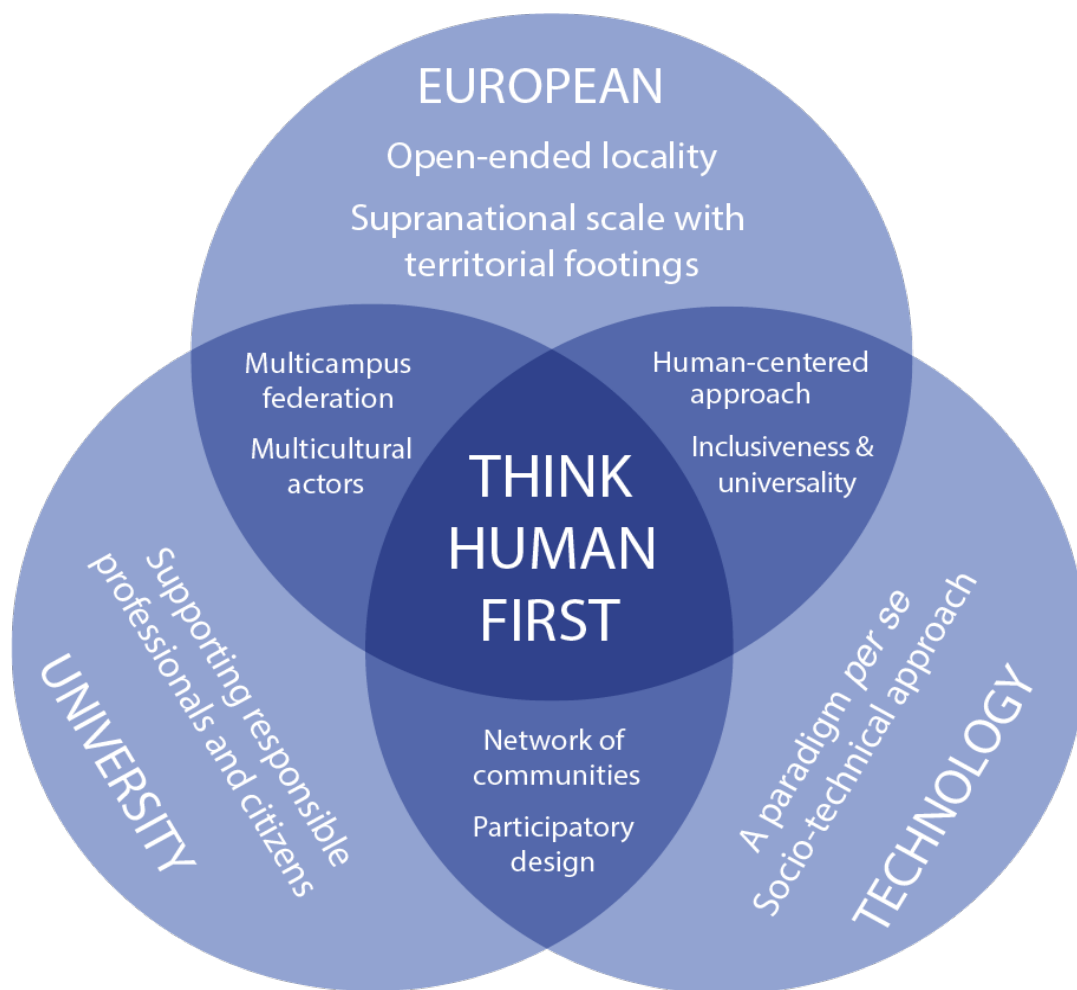 EUROPEAN
Open-ended locality
Supranational scale with
territorial footings
Multicampus
federation
Multicultural
actors
Human-centered
approach
Inclusiveness &
universality
THINK
HUMAN
FIRST
Supporting responsible
professionals and citizens
UNIVERSITY
Network of
communities
Participatory
design
A paradigm per se
Socio-technical approach
TECHNOLOGY